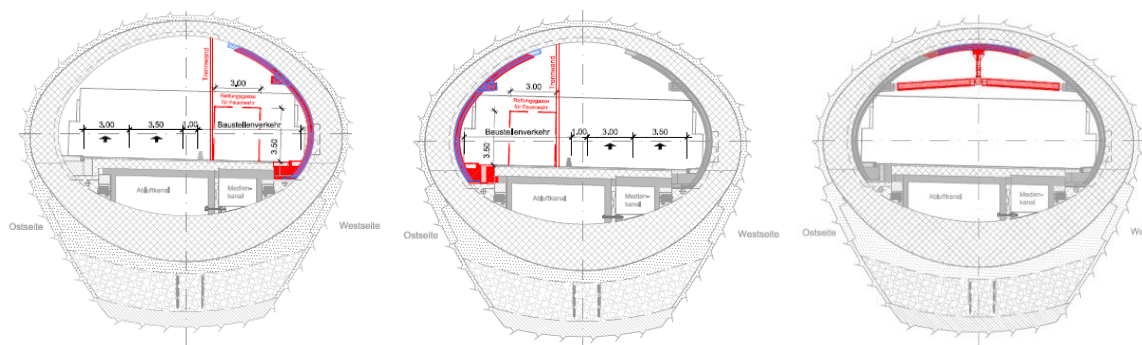 Trennwand
3.00
Rettungsgasse
für Feuerwehr
Baustellenverkehr
3.00
3.50
1.00
3.50
Abluftkanal
Medien-
kanal
Ostseite
Westseite
3.00
Trennwand
Rettungsgasse
für Feuerwehr
Baustellenverkehr
3.50
1.00
3.00
3.50
Abluftkanal
Medien-
kanal
Ostseite
Westseite
Abluftkanal
Medien-
kanal
Ostseite
We